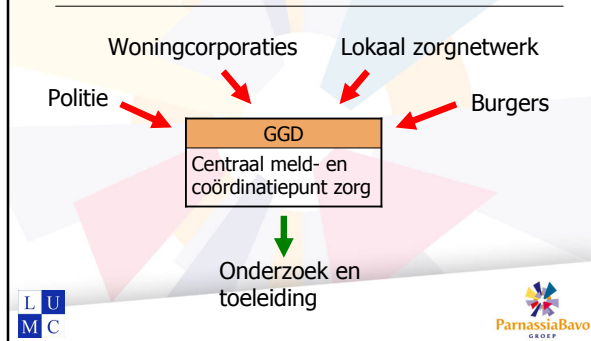 Woningcorporaties
Lokaal zorgnetwerk
Politie
Burgers
GGD
Centraal meld- en
coördinatiepunt zorg
Onderzoek en
toeleiding
L U
M C
ParnassiaBavo
GROEP